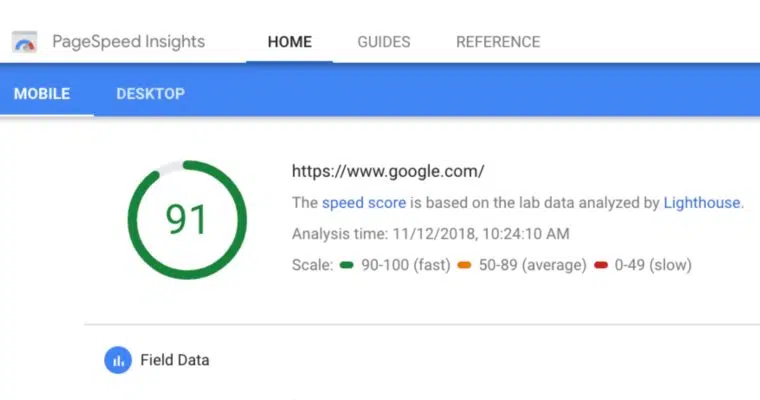 PageSpeed Insights HOME GUIDES REFERENCE
MOBILE DESKTOP
91
https://www.google.com/
The speed score is based on the lab data analyzed by Lighthouse.
Analysis time: 11/12/2018, 10:24:10 AM
Scale: 90-100 (fast) 50-89 (average) 0-49 (slow)
Field Data